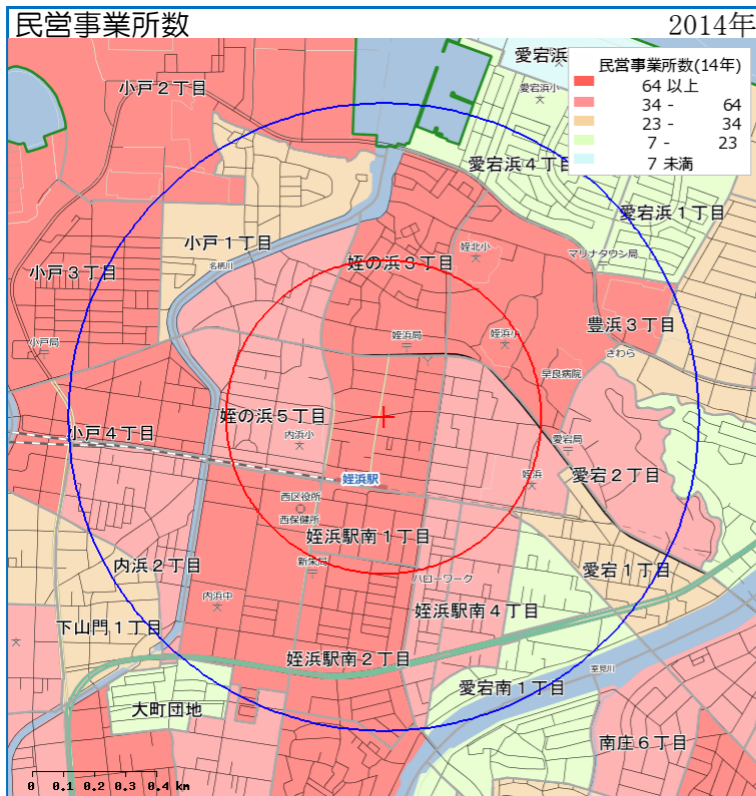 民営事業所数
2014年
民営事業所数(14年)
64 以上
34 - 64
23 - 34
7 - 23
7 未満
愛宕浜
愛宕浜小
小戸２丁目
愛宕浜４丁目
愛宕浜１丁目
小戸１丁目
姪北小
マリナタウン局
名柄川
姪の浜３丁目
小戸３丁目
豊浜３丁目
姪浜局
姪浜小
小戸局
さわら
早良病院
姪の浜５丁目
小戸４丁目
内浜小
愛宕局
姪浜駅
姪浜
愛宕２丁目
西区役所
西保健所
姪浜駅南１丁目
新栄局
内浜２丁目
愛宕１丁目
ハローワーク
内浜中
姪浜駅南４丁目
下山門１丁目
姪浜駅南２丁目
室見川
愛宕南１丁目
大町団地
南庄６丁目
0 0.1 0.2 0.3 0.4 km